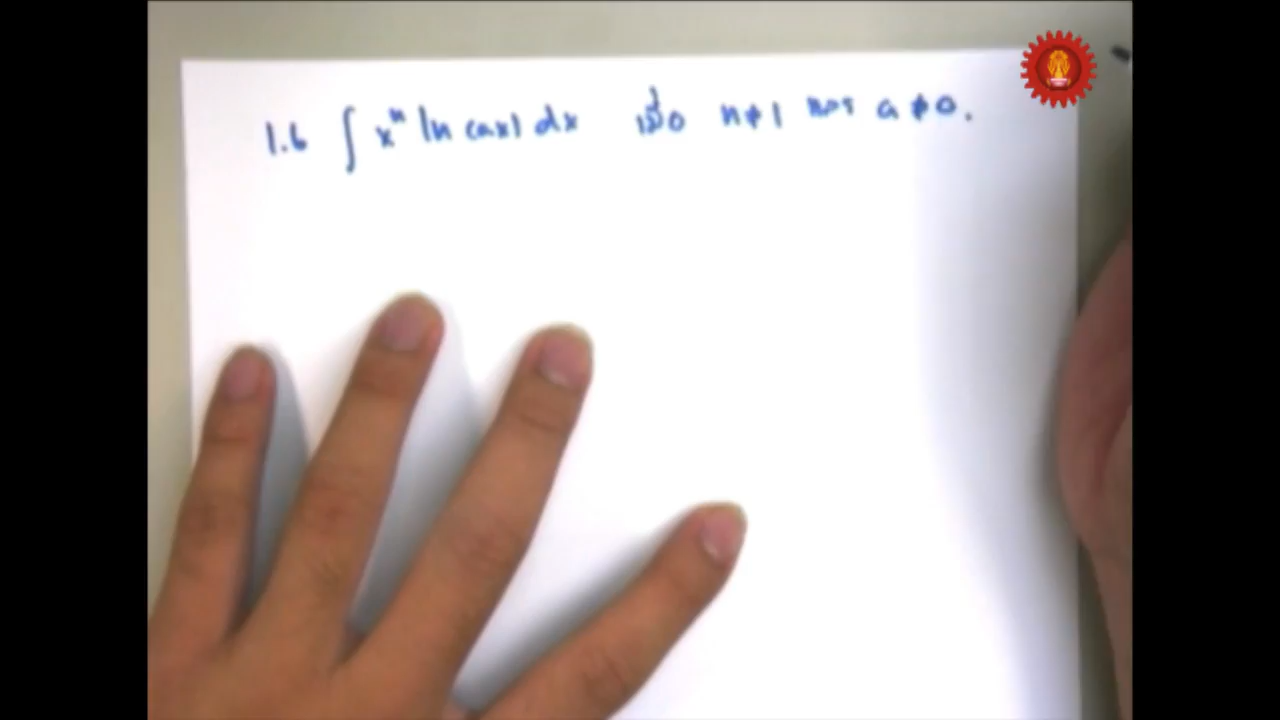 1.6 ∫ xⁿ ln (ax) dx เมื่อ n ≠ 1 และ a ≠ 0.